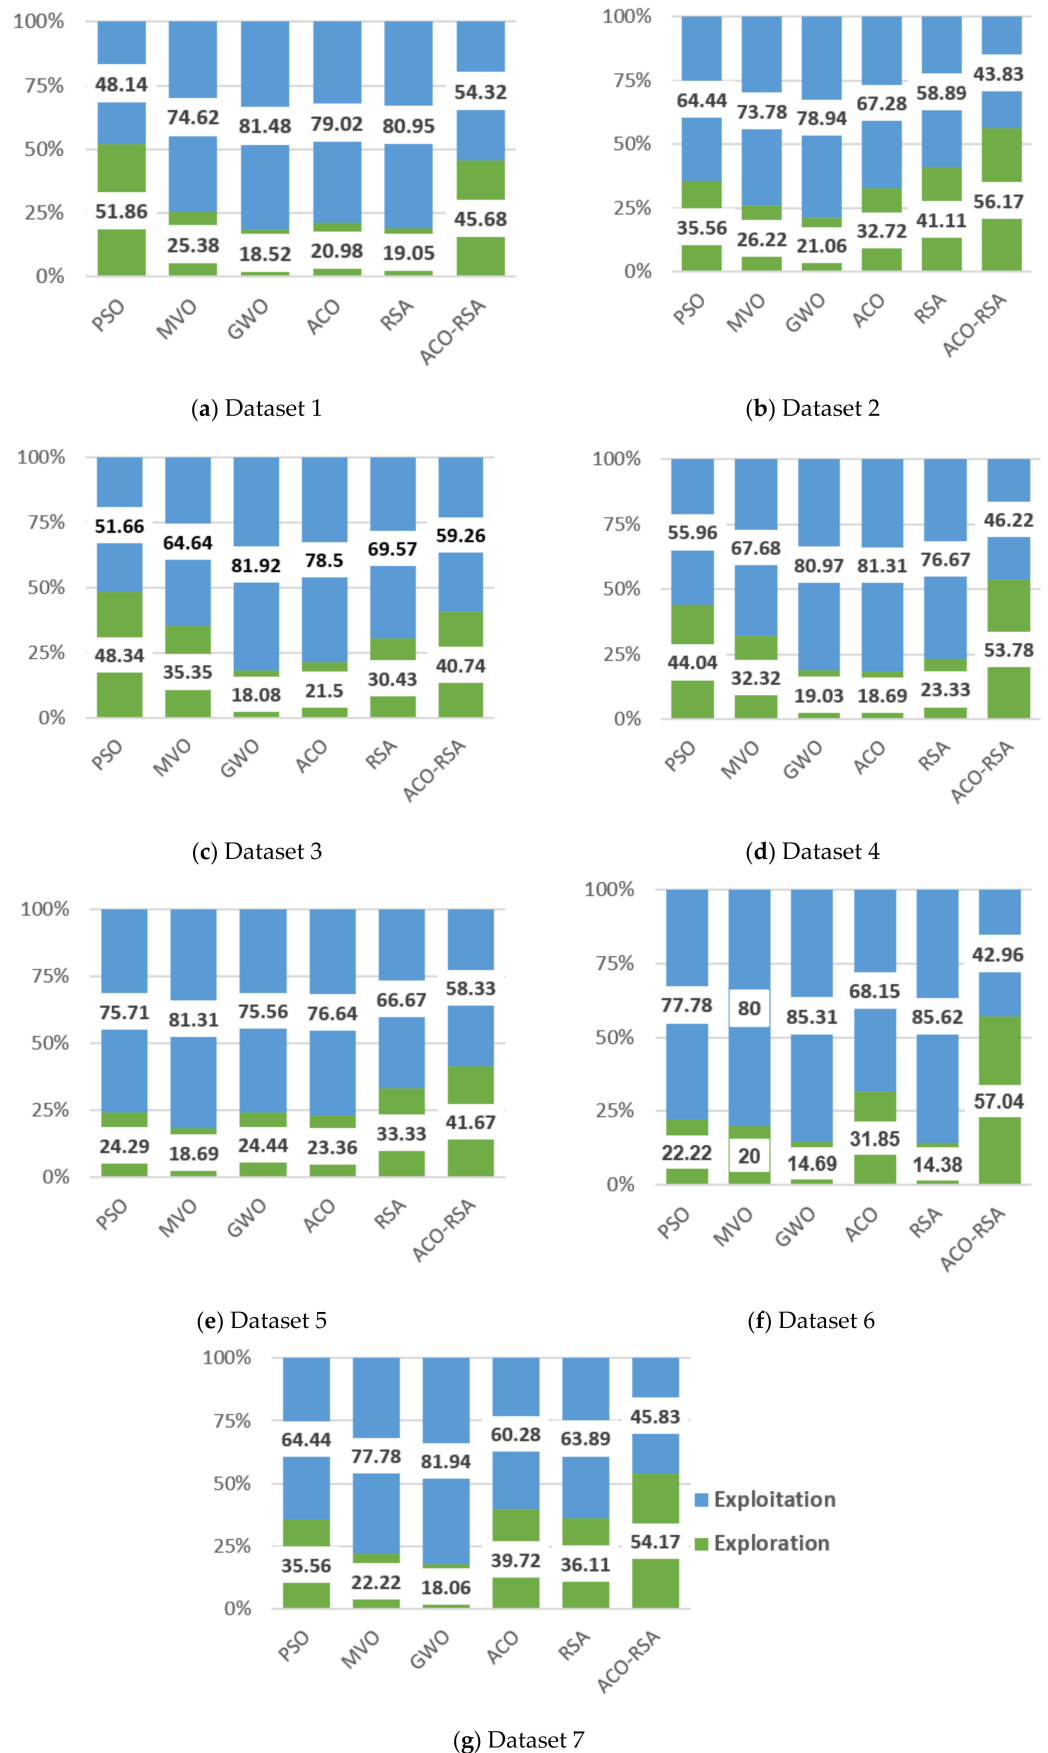 100%
75%
50%
25%
0%
48.14
74.62
81.48
79.02
80.95
54.32
51.86
25.38
18.52
20.98
19.05
45.68
PSO
MVO
GWO
ACO
RSA
ACO-RSA
(a) Dataset 1
100%
75%
50%
25%
0%
64.44
73.78
78.94
67.28
58.89
43.83
35.56
26.22
21.06
32.72
41.11
56.17
PSO
MVO
GWO
ACO
RSA
ACO-RSA
(b) Dataset 2
100%
75%
50%
25%
0%
51.66
64.64
81.92
78.5
69.57
59.26
48.34
35.35
18.08
21.5
30.43
40.74
PSO
MVO
GWO
ACO
RSA
ACO-RSA
(c) Dataset 3
100%
75%
50%
25%
0%
55.96
67.68
80.97
81.31
76.67
46.22
44.04
32.32
19.03
18.69
23.33
53.78
PSO
MVO
GWO
ACO
RSA
ACO-RSA
(d) Dataset 4
100%
75%
50%
25%
0%
75.71
81.31
75.56
76.64
66.67
58.33
24.29
18.69
24.44
23.36
33.33
41.67
PSO
MVO
GWO
ACO
RSA
ACO-RSA
(e) Dataset 5
100%
75%
50%
25%
0%
77.78
80
85.31
68.15
85.62
42.96
22.22
20
14.69
31.85
14.38
57.04
PSO
MVO
GWO
ACO
RSA
ACO-RSA
(f) Dataset 6
100%
75%
50%
25%
0%
64.44
77.78
81.94
60.28
63.89
45.83
35.56
22.22
18.06
39.72
36.11
54.17
PSO
MVO
GWO
ACO
RSA
ACO-RSA
Exploitation
Exploration
(g) Dataset 7